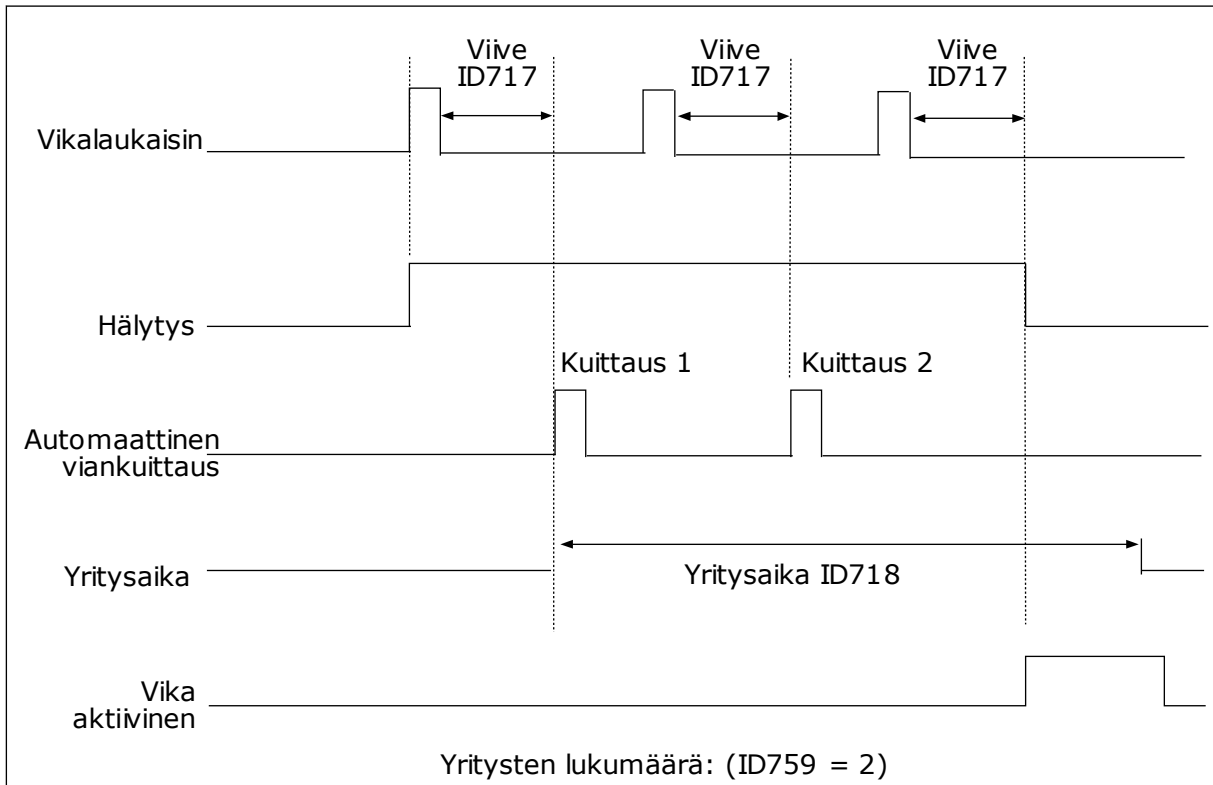 Viive
ID717
Viive
ID717
Viive
ID717
Vikalaukaisin
Hälytys
Kuittaus 1
Kuittaus 2
Automaattinen
viankuittaus
Yritysaika
Yritysaika ID718
Vika
aktiivinen
Yritysten lukumäärä: (ID759 = 2)